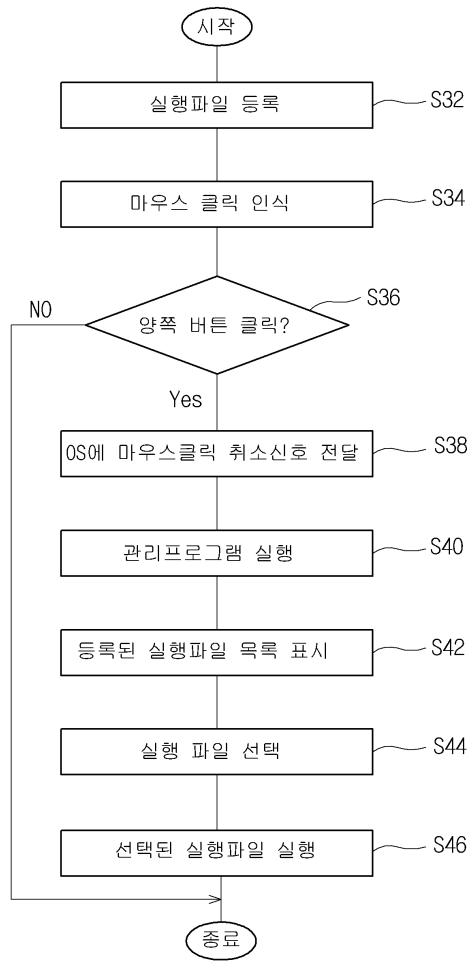 시작
실행파일 등록
S32
마우스 클릭 인식
S34
양쪽 버튼 클릭?
S36
NO
Yes
OS에 마우스클릭 취소신호 전달
S38
관리프로그램 실행
S40
등록된 실행파일 목록 표시
S42
실행 파일 선택
S44
선택된 실행파일 실행
S46
종료